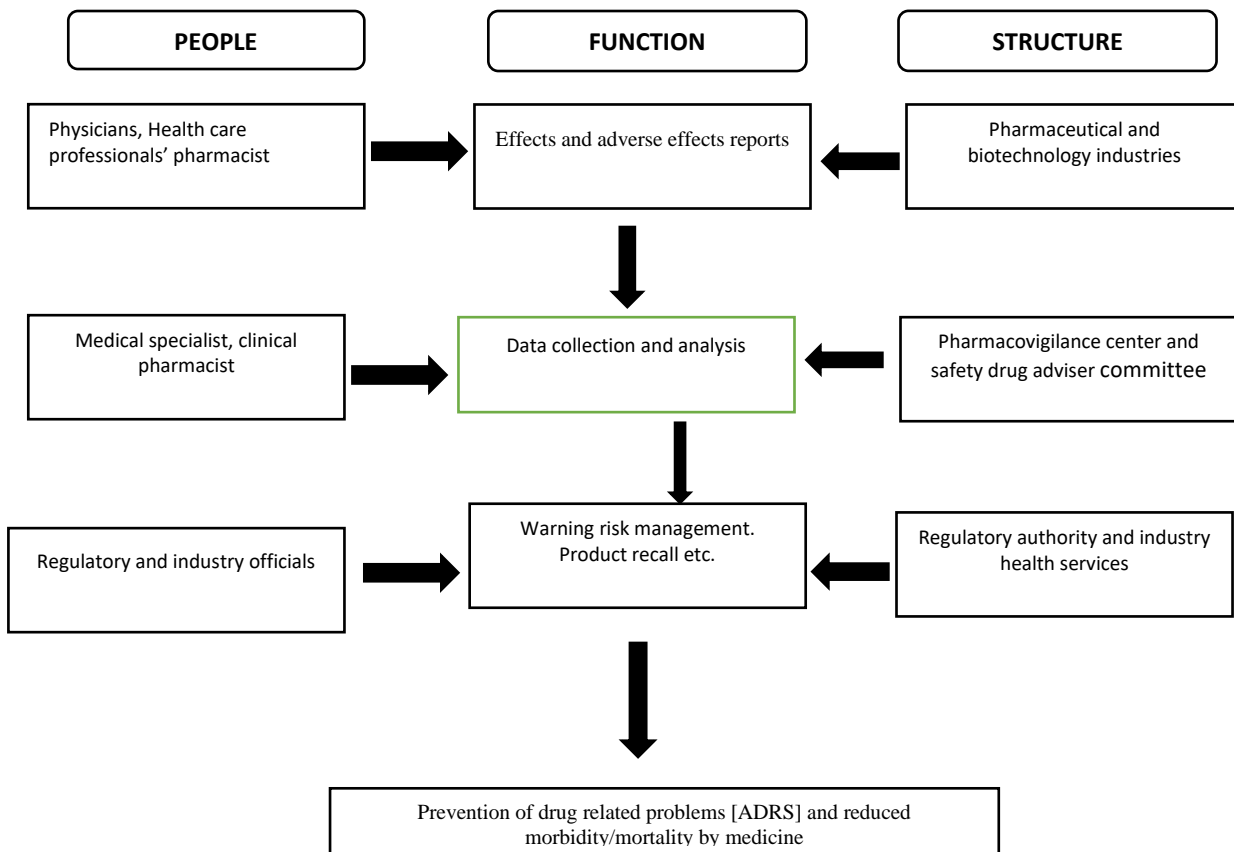 PEOPLE
FUNCTION
STRUCTURE
Physicians, Health care
professionals’ pharmacist
Effects and adverse effects reports
Pharmaceutical and
biotechnology industries
Medical specialist, clinical
pharmacist
Data collection and analysis
Pharmacovigilance center and
safety drug adviser committee
Regulatory and industry officials
Warning risk management.
Product recall etc.
Regulatory authority and industry
health services
Prevention of drug related problems [ADRS] and reduced
morbidity/mortality by medicine